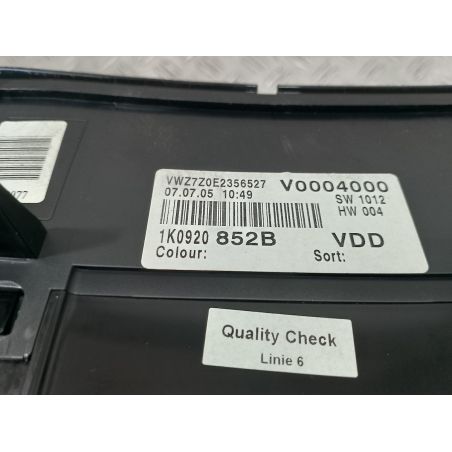 VWZ7Z0E2356527 V0004000
07.07.05 10:49 SW 1012
HW 004
1K0920 852B VDD
Colour: Sort:
Quality Check
Linie 6